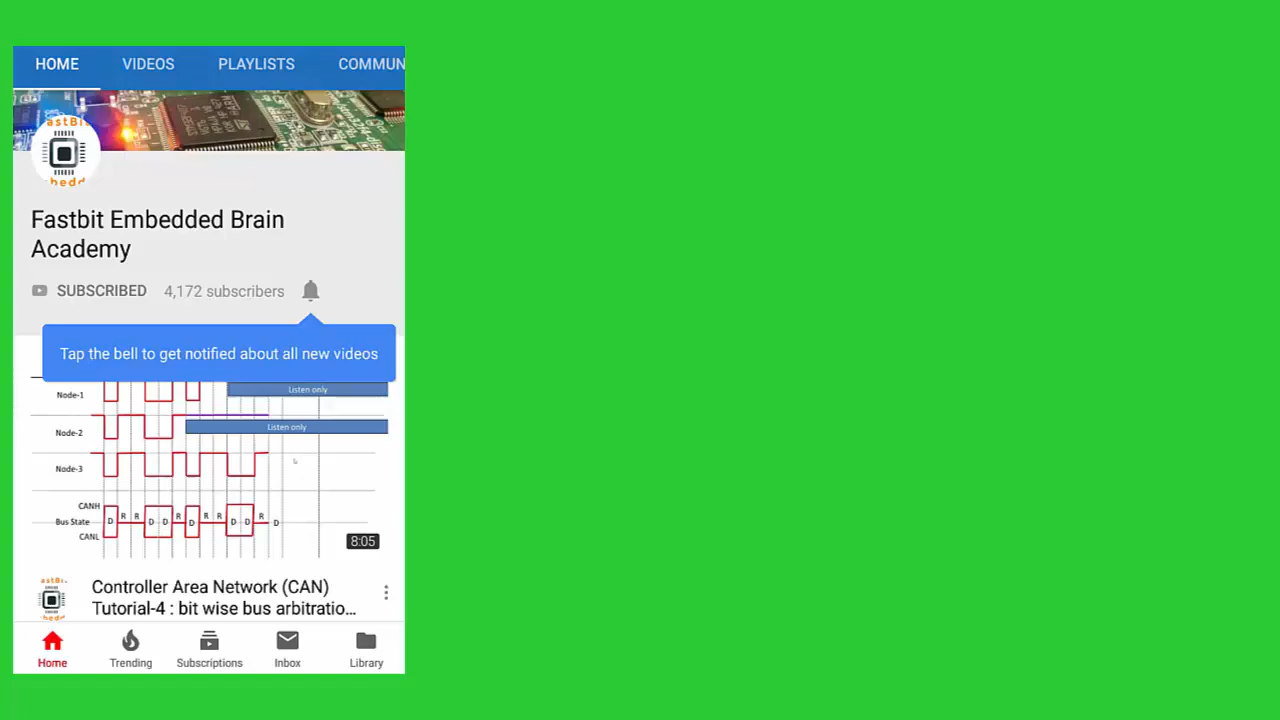 HOME VIDEOS PLAYLISTS COMMUN
astBi
hedd
Fastbit Embedded Brain
Academy
SUBSCRIBED 4,172 subscribers
Tap the bell to get notified about all new videos
Node-1 Listen only
Node-2 Listen only
Node-3
CANH
D R R D D R D R R D D R D
Bus State
CANL
8:05
Controller Area Network (CAN)
Tutorial-4 : bit wise bus arbitratio...
Home Trending Subscriptions Inbox Library